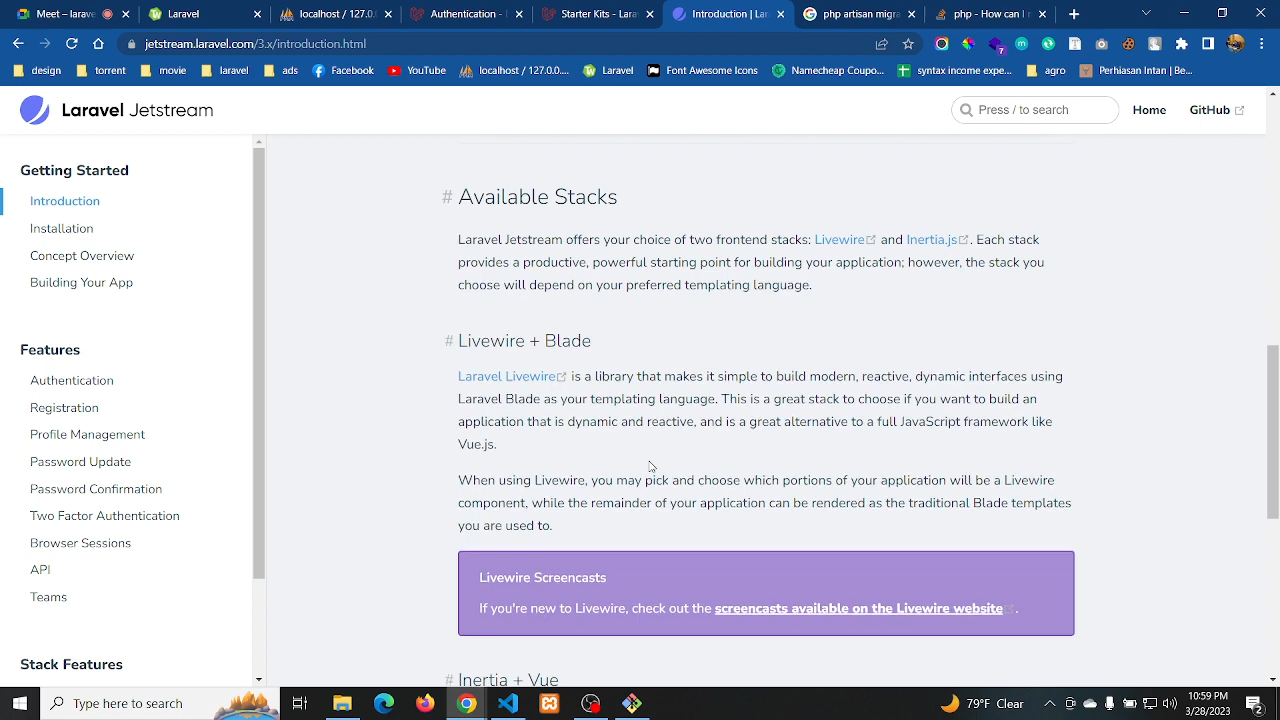 Meet – larave
Laravel
localhost / 127.0.
Authentication - 
Starter Kits - Lara
Introduction | Lar
php artisan migra
php - How can I
jetstream.laravel.com/3.x/introduction.html
design
torrent
movie
laravel
ads
Facebook
YouTube
localhost / 127.0.0....
Laravel
Font Awesome Icons
Namecheap Coupo...
syntax income expe...
agro
Perhiasan Intan | Be...
Laravel Jetstream
Press / to search
Home
GitHub
Getting Started
Introduction
Installation
Concept Overview
Building Your App
Features
Authentication
Registration
Profile Management
Password Update
Password Confirmation
Two Factor Authentication
Browser Sessions
API
Teams
Stack Features
# Available Stacks
Laravel Jetstream offers your choice of two frontend stacks: Livewire and Inertia.js. Each stack
provides a productive, powerful starting point for building your application; however, the stack you
choose will depend on your preferred templating language.
# Livewire + Blade
Laravel Livewire is a library that makes it simple to build modern, reactive, dynamic interfaces using
Laravel Blade as your templating language. This is a great stack to choose if you want to build an
application that is dynamic and reactive, and is a great alternative to a full JavaScript framework like
Vue.js.
When using Livewire, you may pick and choose which portions of your application will be a Livewire
component, while the remainder of your application can be rendered as the traditional Blade templates
you are used to.
Livewire Screencasts
If you're new to Livewire, check out the screencasts available on the Livewire website.
# Inertia + Vue
Type here to search
79°F Clear
10:59 PM
3/28/2023
2